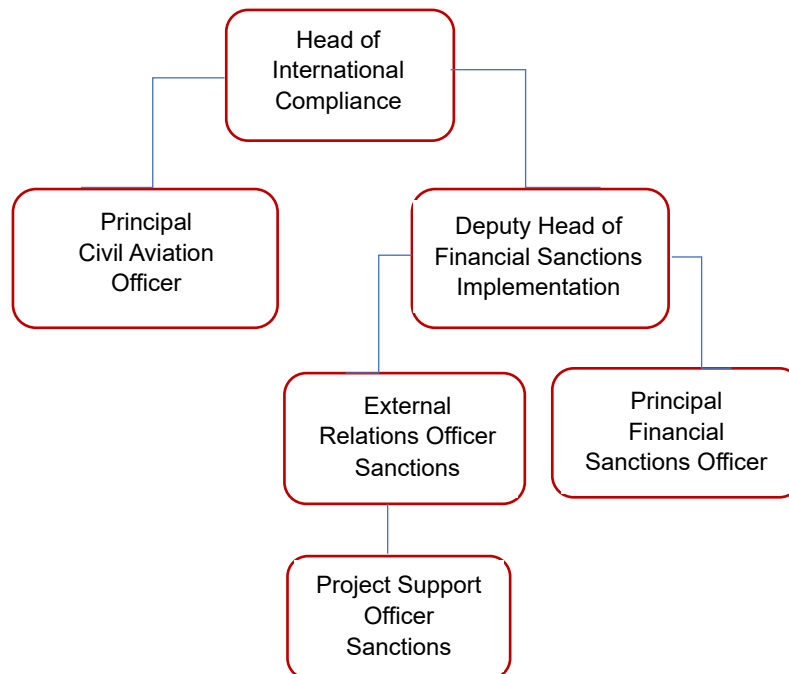 Head of
International
Compliance
Principal
Civil Aviation
Officer
Deputy Head of
Financial Sanctions
Implementation
External
Relations Officer
Sanctions
Principal
Financial
Sanctions Officer
Project Support
Officer
Sanctions